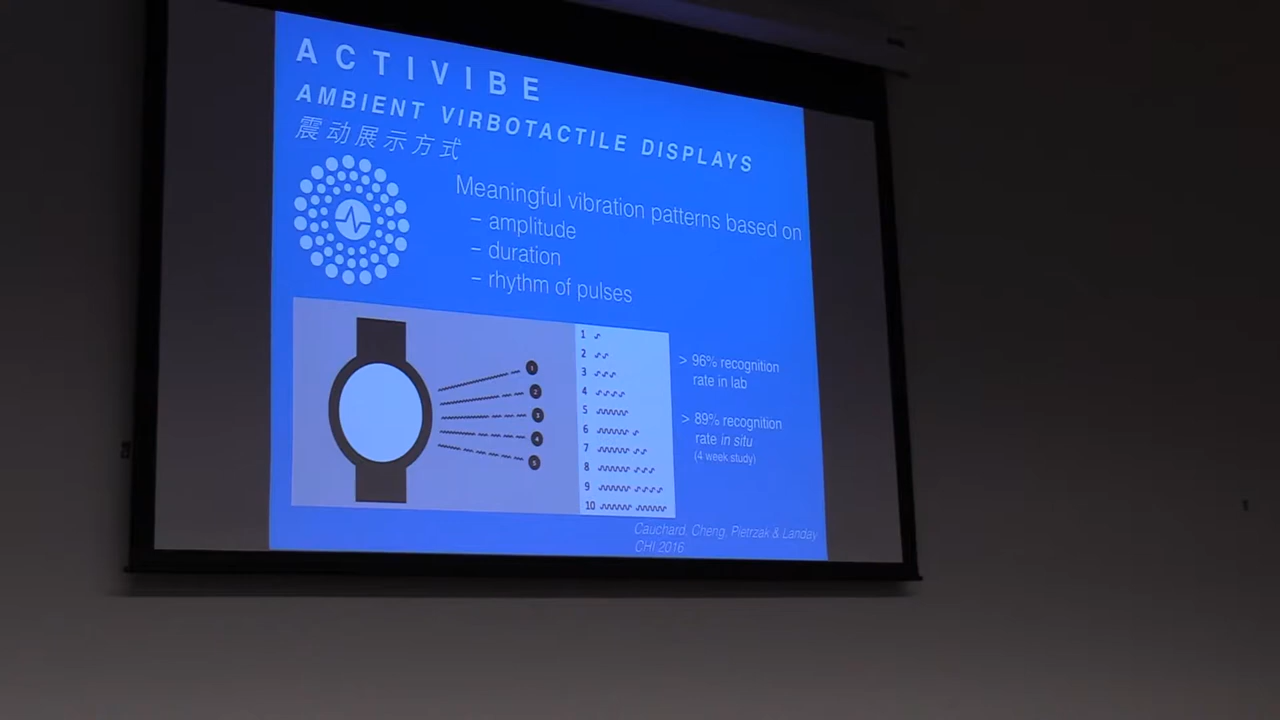 ACTIVIBE
AMBIENT VIRBOTACTILE DISPLAYS
震动展示方式
Meaningful vibration patterns based on
– amplitude
– duration
– rhythm of pulses
1
2
3
4
5
1
2
3
4
5
6
7
8
9
10
> 96% recognition
rate in lab
> 89% recognition
rate in situ
(4 week study)
Cauchard, Cheng, Pietrzak & Landay
CHI 2016